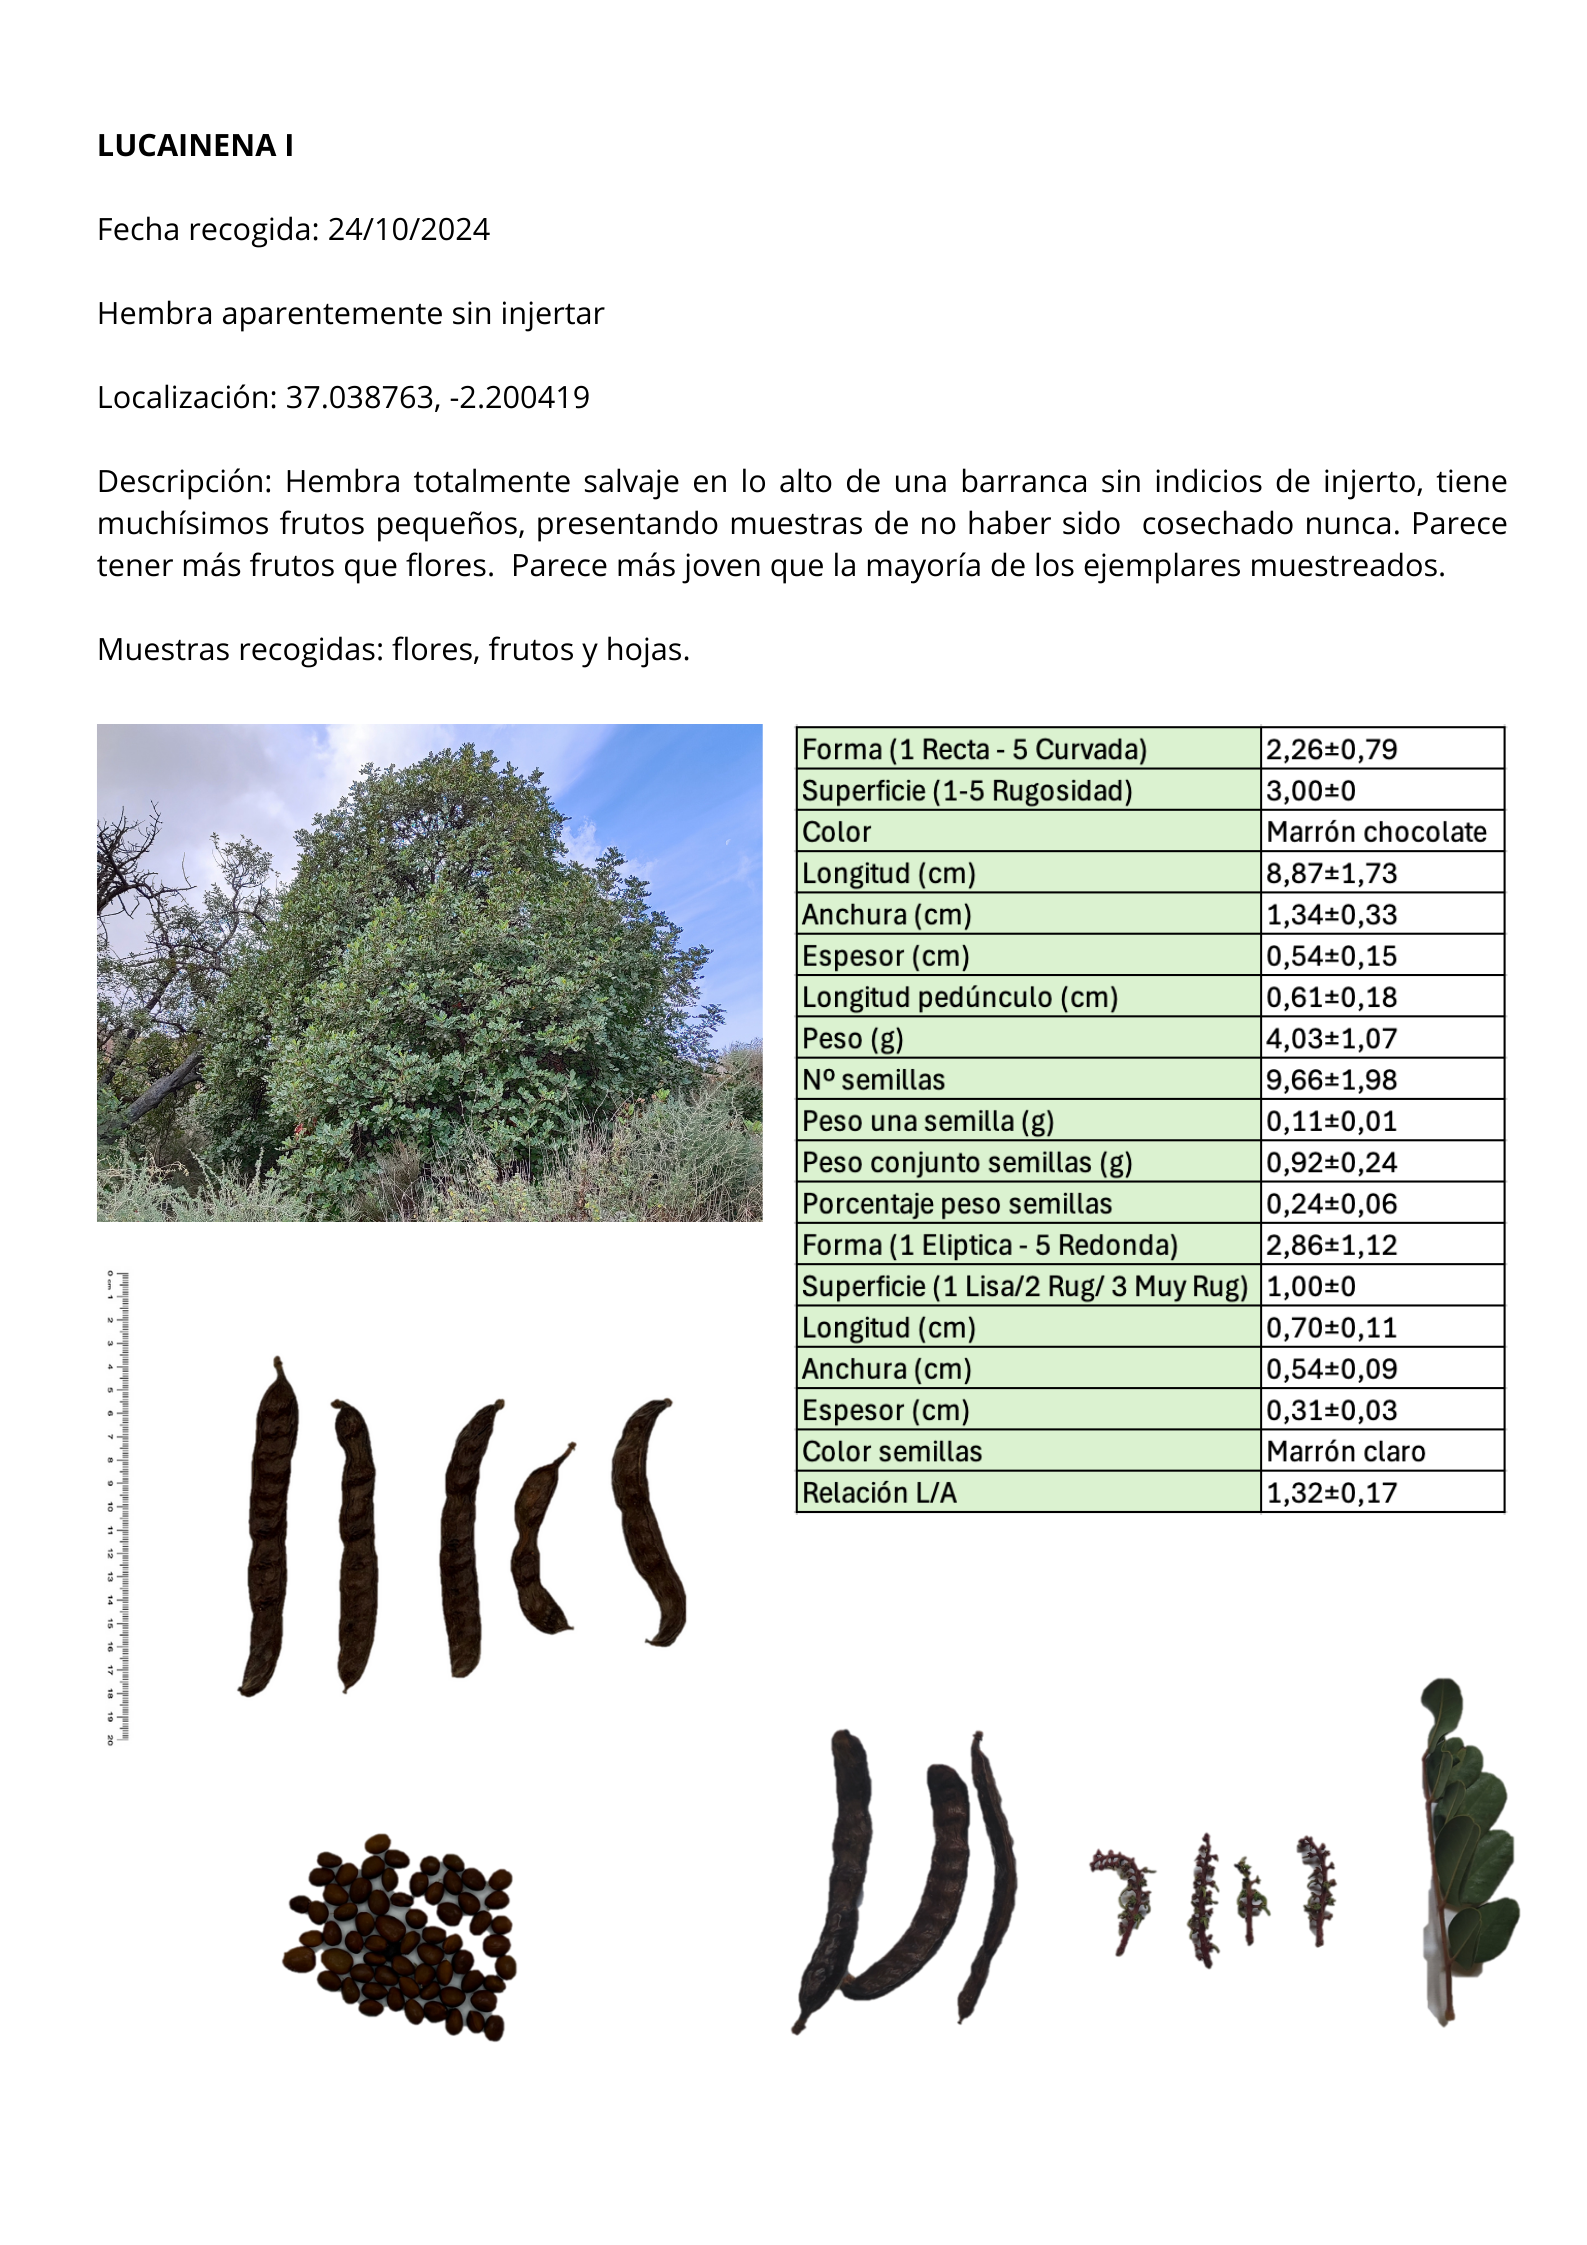 LUCAINENA I
Fecha recogida: 24/10/2024
Hembra aparentemente sin injertar
Localización: 37.038763, -2.200419
Descripción: Hembra totalmente salvaje en lo alto de una barranca sin indicios de injerto, tiene
muchísimos frutos pequeños, presentando muestras de no haber sido  cosechado nunca. Parece
tener más frutos que flores.  Parece más joven que la mayoría de los ejemplares muestreados.
Muestras recogidas: flores, frutos y hojas.
Forma (1 Recta - 5 Curvada) 2,26±0,79
Superficie (1-5 Rugosidad) 3,00±0
Color Marrón chocolate
Longitud (cm) 8,87±1,73
Anchura (cm) 1,34±0,33
Espesor (cm) 0,54±0,15
Longitud pedúnculo (cm) 0,61±0,18
Peso (g) 4,03±1,07
Nº semillas 9,66±1,98
Peso una semilla (g) 0,11±0,01
Peso conjunto semillas (g) 0,92±0,24
Porcentaje peso semillas 0,24±0,06
Forma (1 Eliptica - 5 Redonda) 2,86±1,12
Superficie (1 Lisa/2 Rug/ 3 Muy Rug) 1,00±0
Longitud (cm) 0,70±0,11
Anchura (cm) 0,54±0,09
Espesor (cm) 0,31±0,03
Color semillas Marrón claro
Relación L/A 1,32±0,17
0 cm 1 2 3 4 5 6 7 8 9 10 11 12 13 14 15 16 17 18 19 20